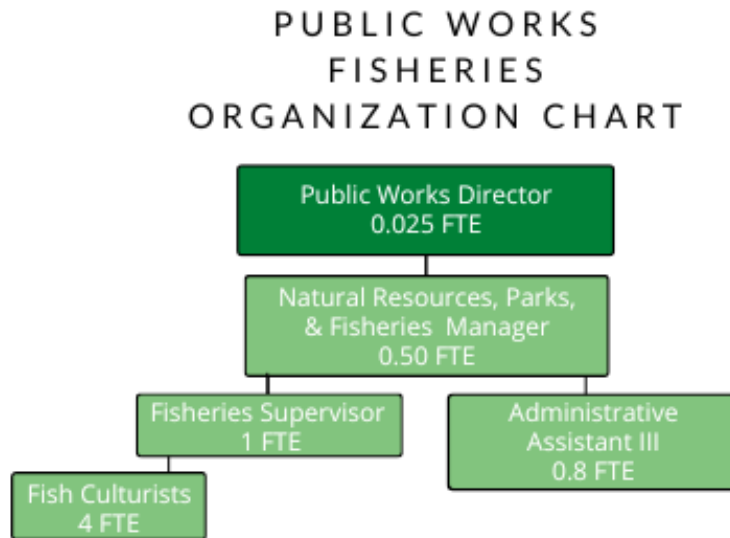 PUBLIC WORKS
FISHERIES
ORGANIZATION CHART
Public Works Director
0.025 FTE
Natural Resources, Parks,
& Fisheries Manager
0.50 FTE
Fisheries Supervisor
1 FTE
Administrative
Assistant III
0.8 FTE
Fish Culturists
4 FTE